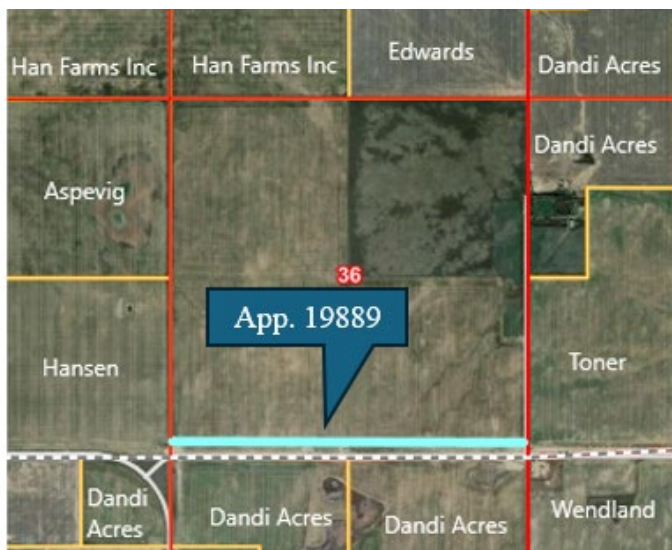 Han Farms Inc
Han Farms Inc
Edwards
Dandi Acres
Dandi Acres
Aspevig
36
App. 19889
Hansen
Toner
Dandi
Acres
Dandi Acres
Dandi Acres
Wendland